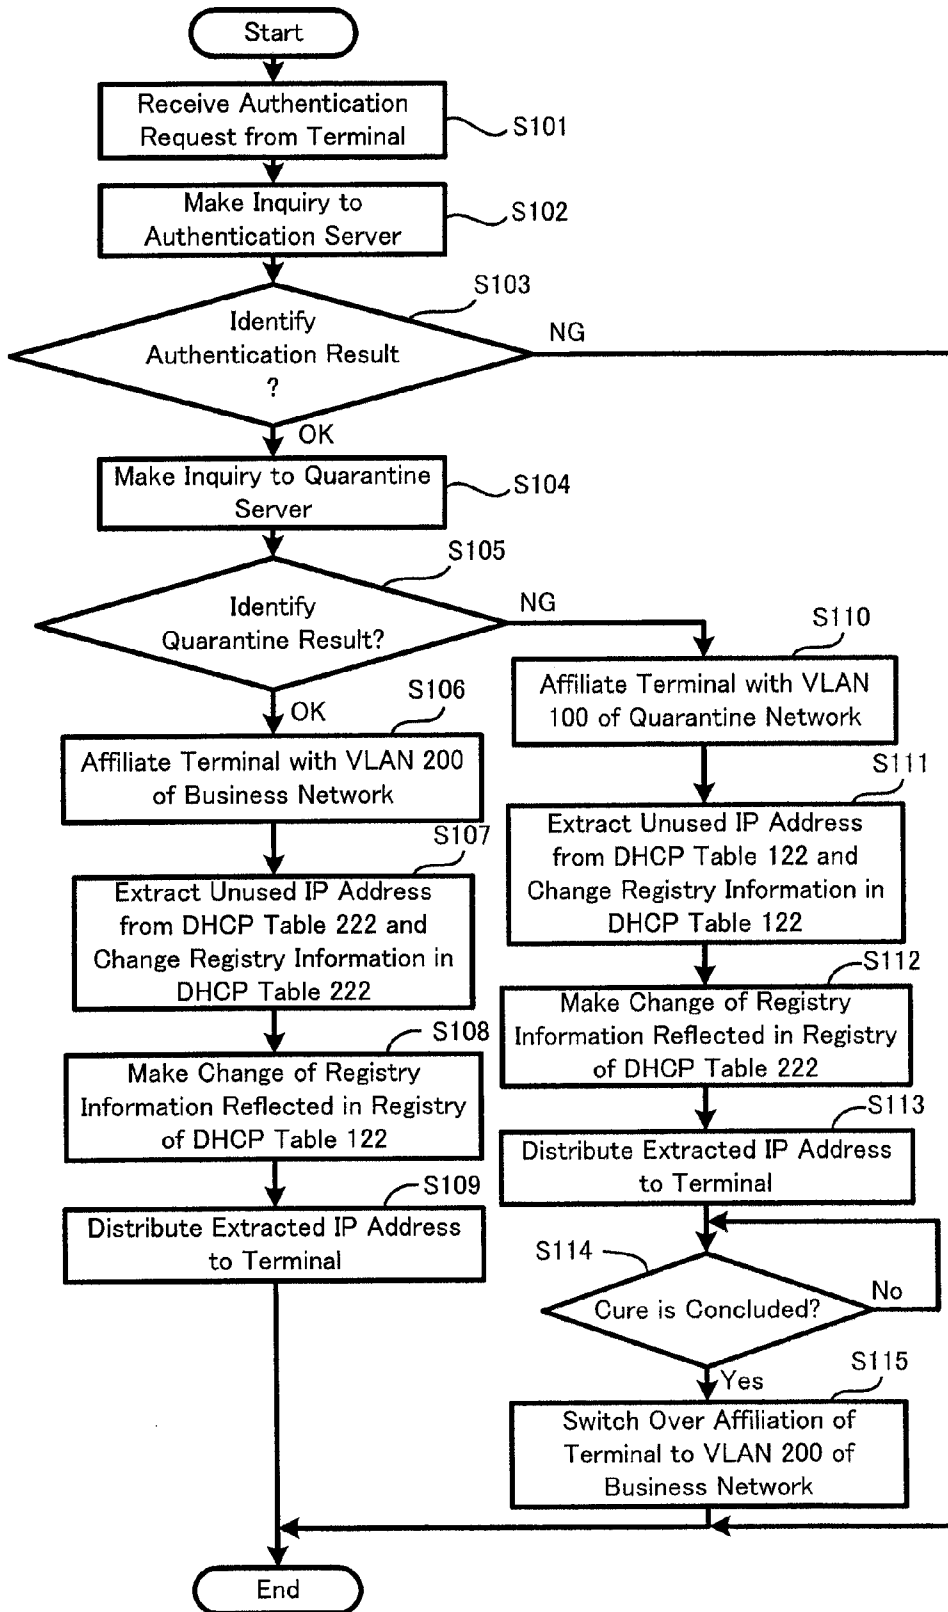 Start
Receive Authentication
Request from Terminal
S101
Make Inquiry to
Authentication Server
S102
S103
Identify
Authentication Result
?
NG
OK
Make Inquiry to Quarantine
Server
S104
S105
Identify
Quarantine Result?
NG
OK
S106
Affiliate Terminal with VLAN 200
of Business Network
S107
Extract Unused IP Address
from DHCP Table 222 and
Change Registry Information in
DHCP Table 222
S108
Make Change of Registry
Information Reflected in Registry
of DHCP Table 122
S109
Distribute Extracted IP Address
to Terminal
S110
Affiliate Terminal with VLAN
100 of Quarantine Network
S111
Extract Unused IP Address
from DHCP Table 122 and
Change Registry Information in
DHCP Table 122
S112
Make Change of Registry
Information Reflected in Registry
of DHCP Table 222
S113
Distribute Extracted IP Address
to Terminal
S114
Cure is Concluded?
No
Yes
S115
Switch Over Affiliation of
Terminal to VLAN 200 of
Business Network
End